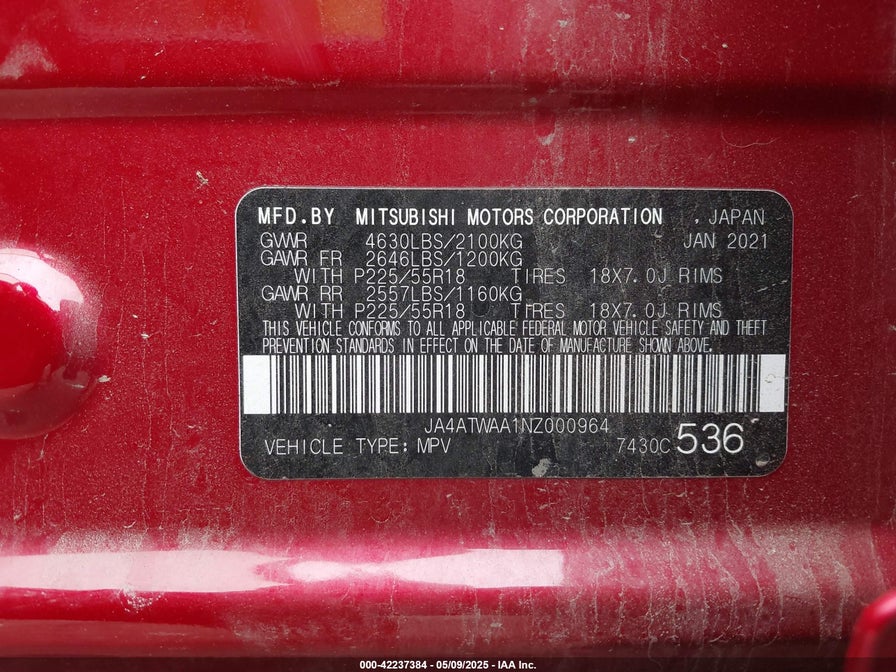 MFD.BY MITSUBISHI MOTORS CORPORATION , JAPAN
GVWR 4630LBS/2100KG JAN 2021
GAWR FR 2646LBS/1200KG
WITH P225/55R18 TIRES 18X7.0J RIMS
GAWR RR 2557LBS/1160KG
WITH P225/55R18 TIRES 18X7.0J RIMS
THIS VEHICLE CONFORMS TO ALL APPLICABLE FEDERAL MOTOR VEHICLE SAFETY AND THEFT
PREVENTION STANDARDS IN EFFECT ON THE DATE OF MANUFACTURE SHOWN ABOVE.
JA4ATWAA1NZ000964
VEHICLE TYPE: MPV 7430C 536
000-42237384 - 05/09/2025 - IAA Inc.